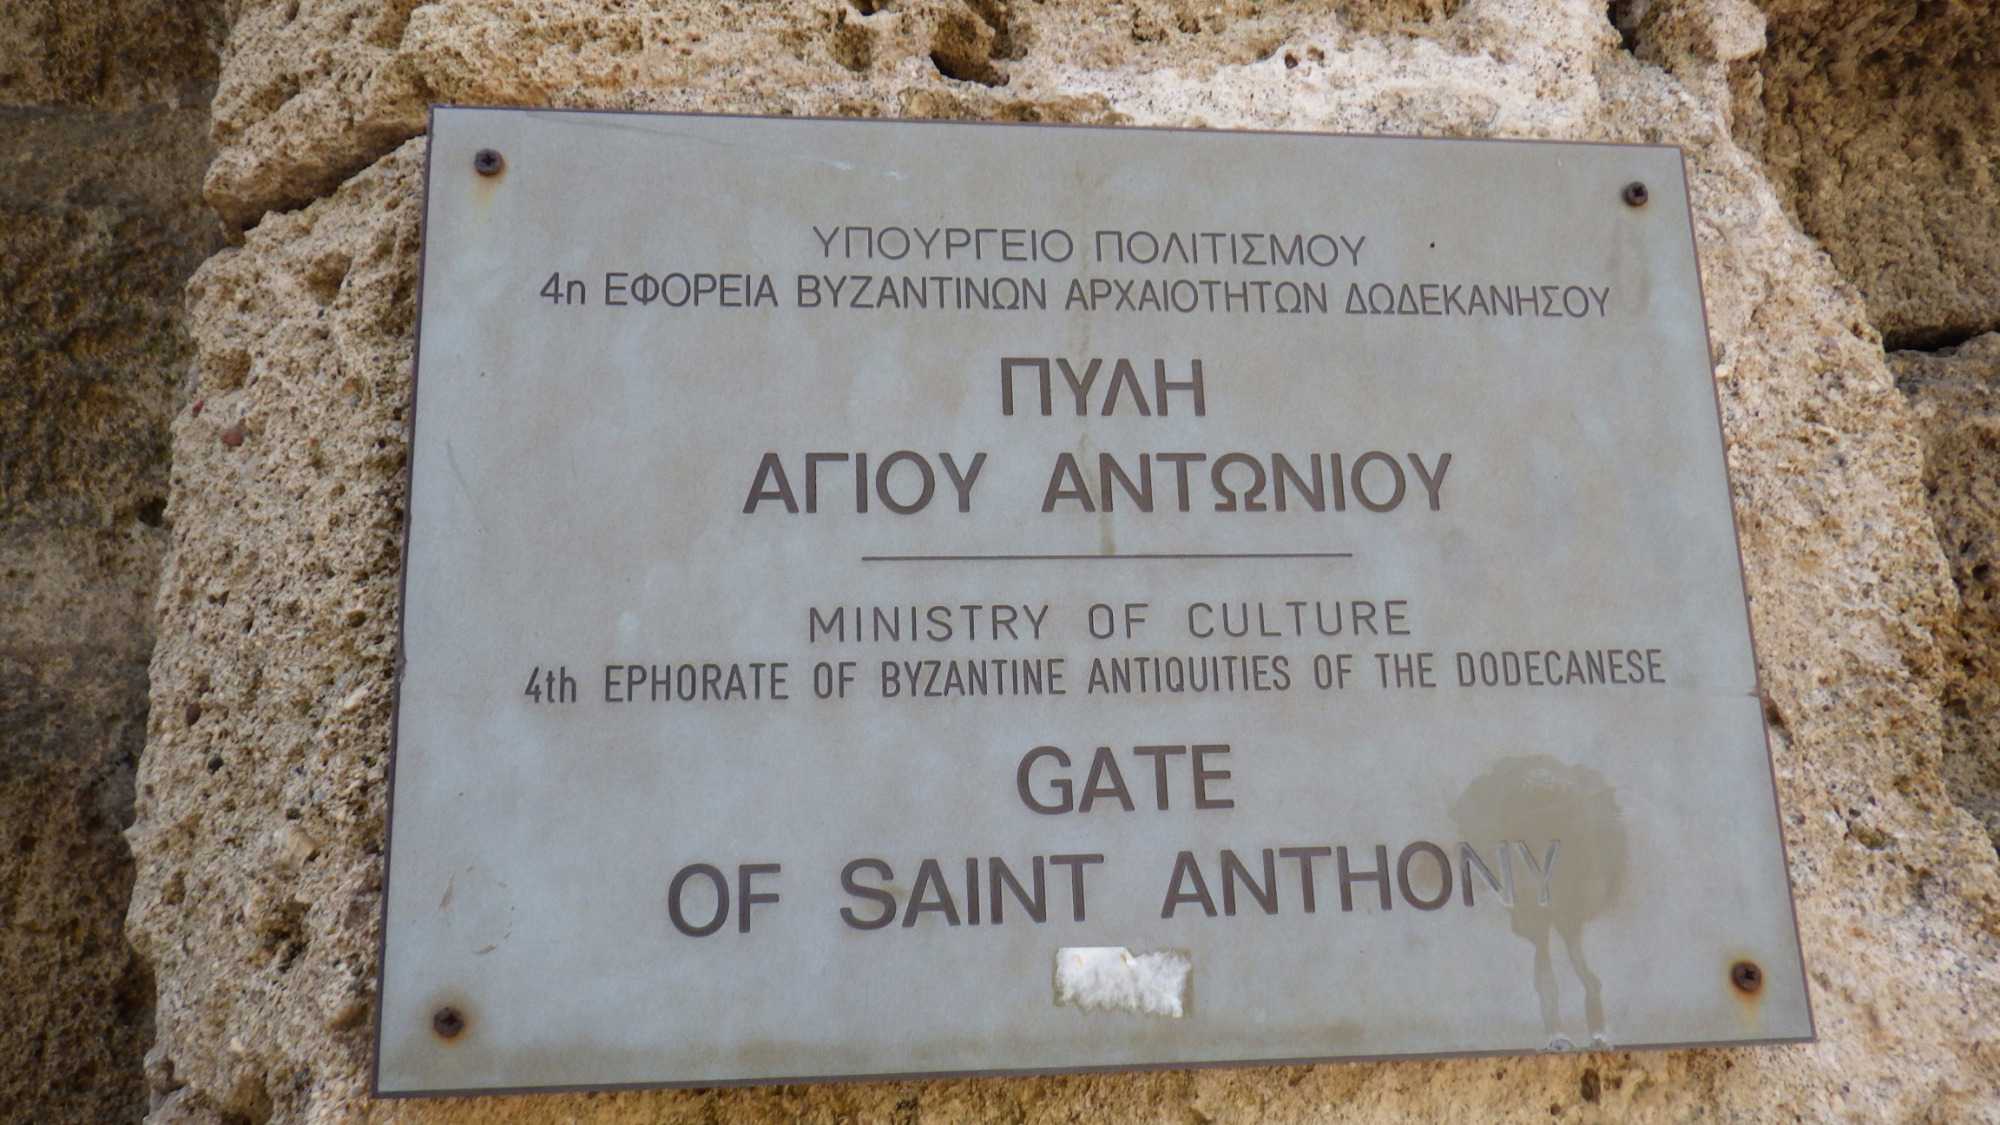 ΥΠΟΥΡΓΕΙΟ ΠΟΛΙΤΙΣΜΟΥ
4η ΕΦΟΡΕΙΑ ΒΥΖΑΝΤΙΝΩΝ ΑΡΧΑΙΟΤΗΤΩΝ ΔΩΔΕΚΑΝΗΣΟΥ
ΠΥΛΗ
ΑΓΙΟΥ ΑΝΤΩΝΙΟΥ
MINISTRY OF CULTURE
4th EPHORATE OF BYZANTINE ANTIQUITIES OF THE DODECANESE
GATE
OF SAINT ANTHONY